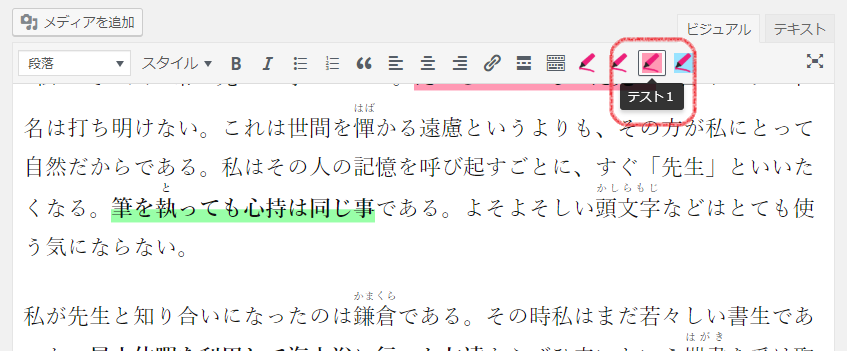 メディアを追加
ビジュアル
テキスト
段落
スタイル
B
I
テスト1
名は打ち明けない。これは世間を憚かる遠慮というよりも、その方が私にとって
はば
自然だからである。私はその人の記憶を呼び起すごとに、すぐ「先生」といいた
くなる。筆を執っても心持は同じ事である。よそよそしい頭文字などはとても使
と
かしらもじ
う気にならない。
私が先生と知り合いになったのは鎌倉である。その時私はまだ若々しい書生であ
かまくら
はがき